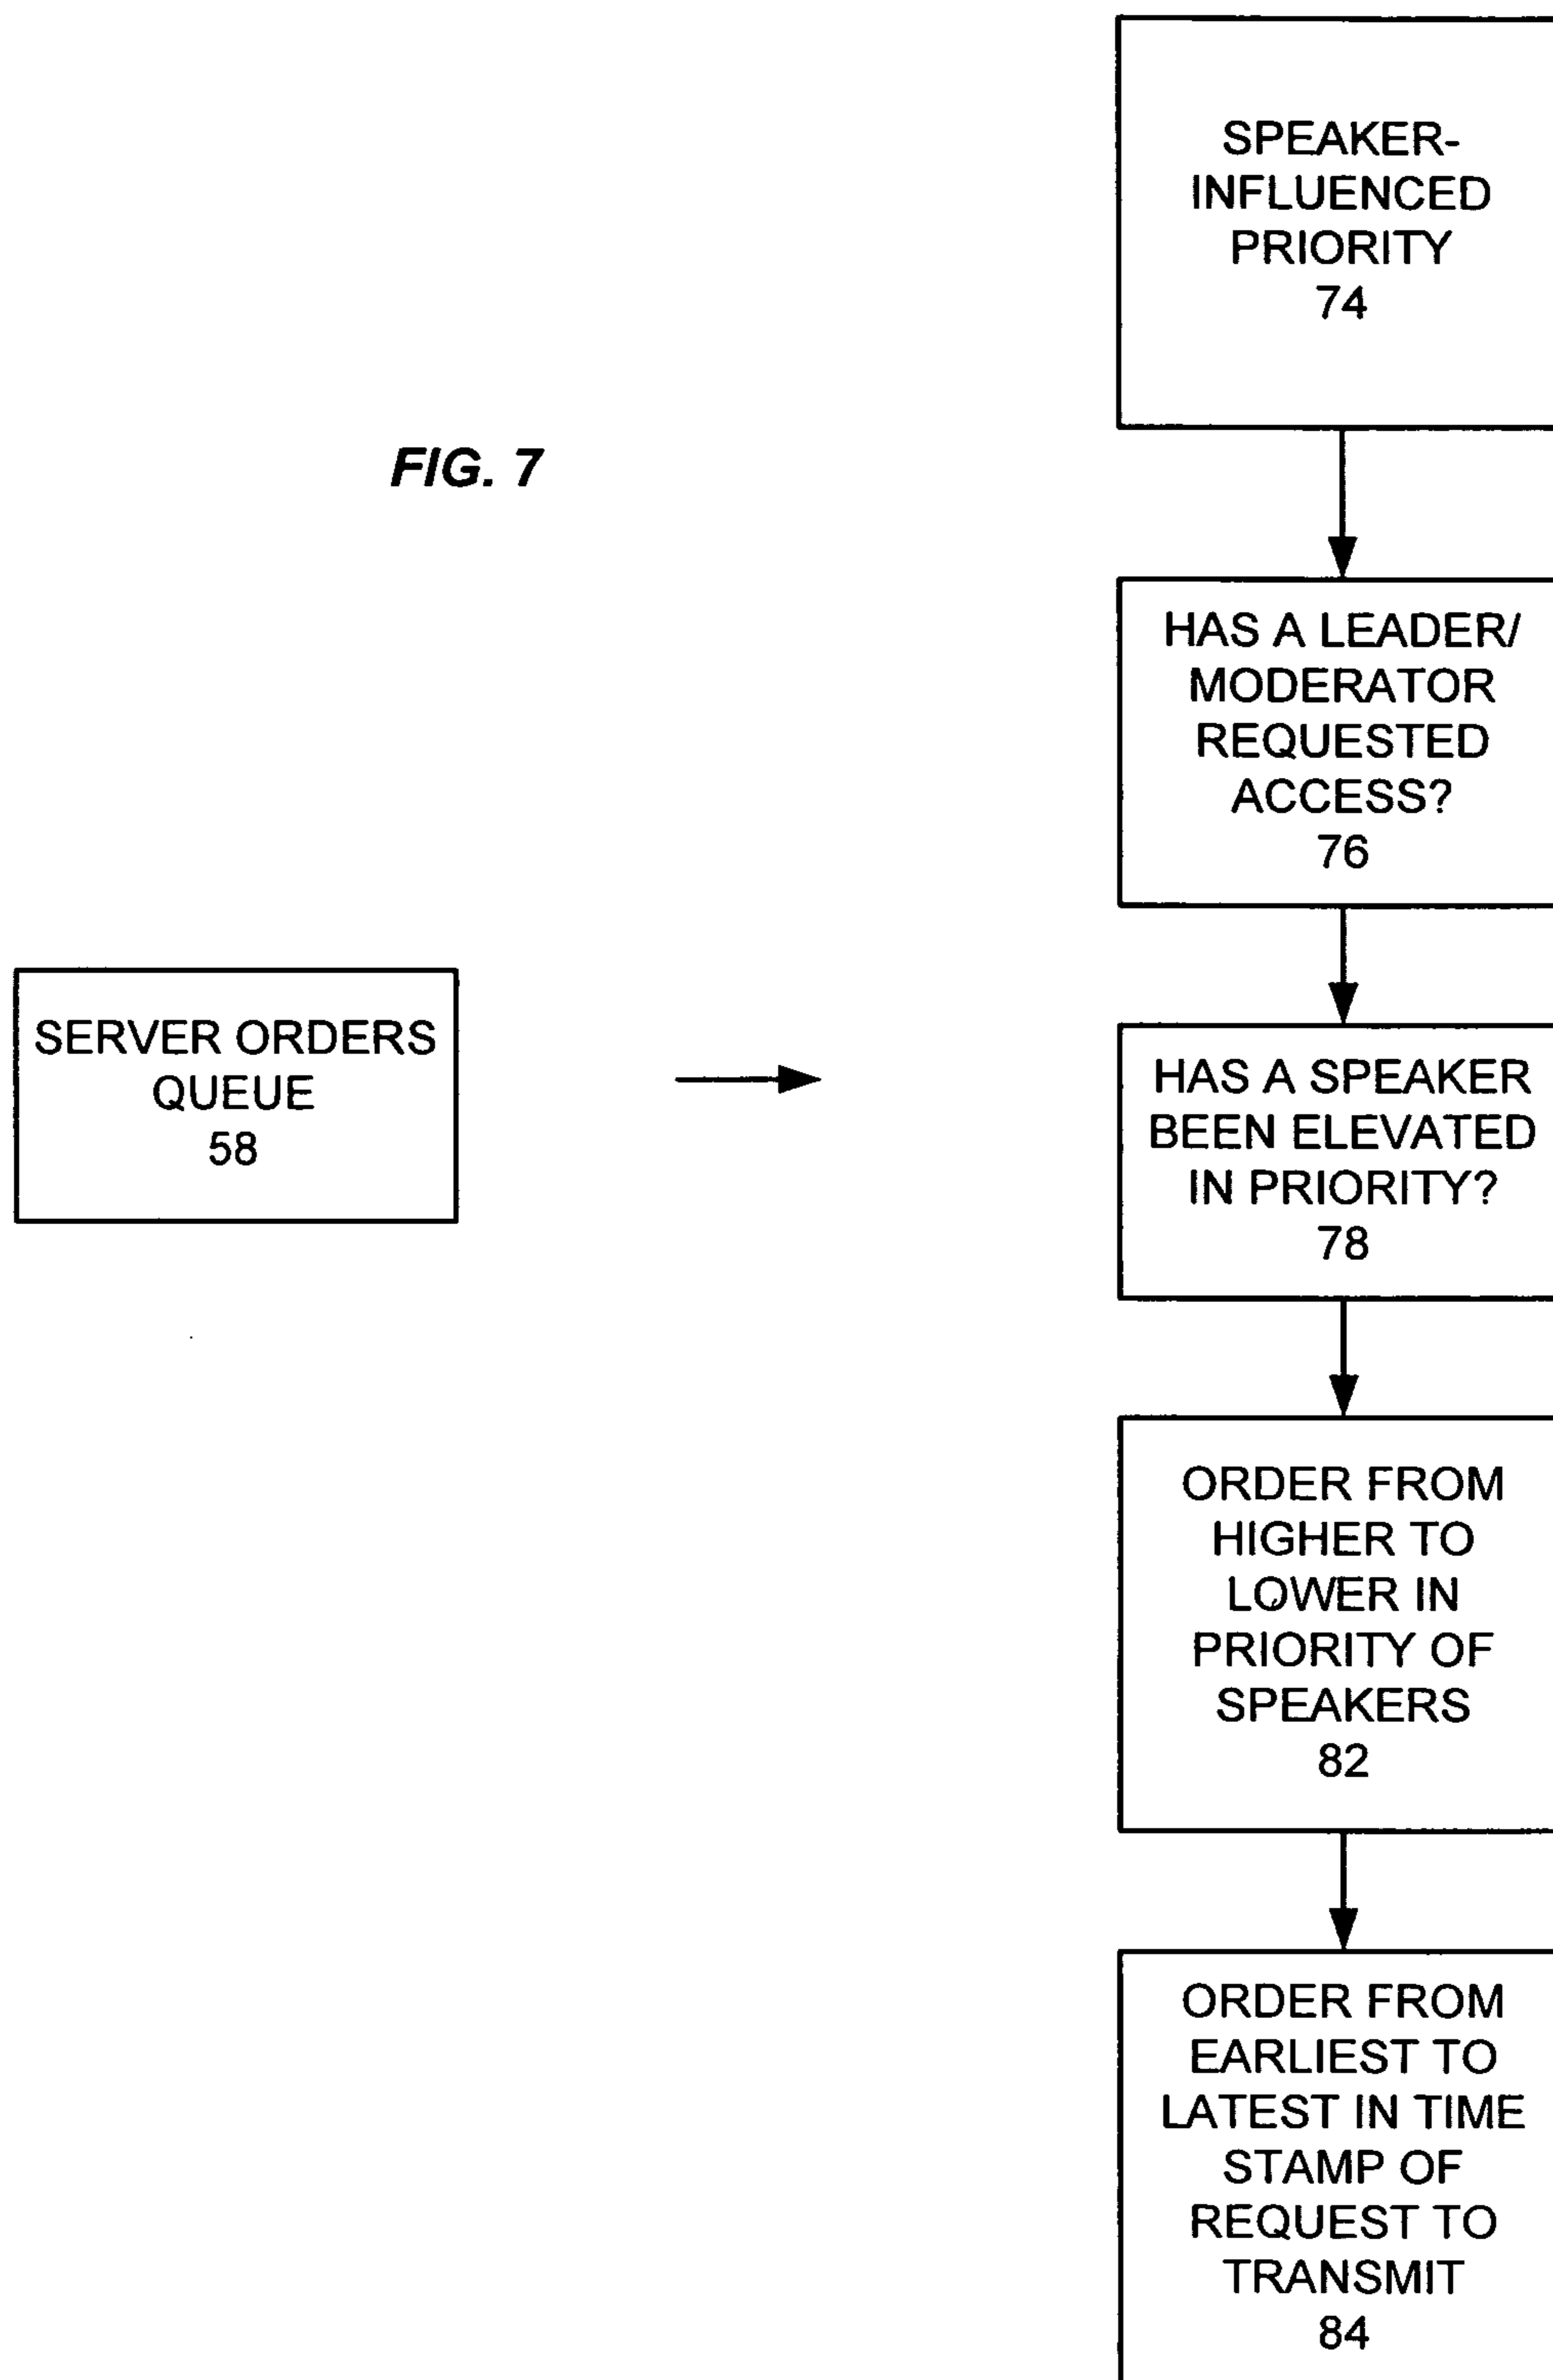 FIG. 7
SERVER ORDERS
QUEUE
58
SPEAKER-
INFLUENCED
PRIORITY
74
HAS A LEADER/
MODERATOR
REQUESTED
ACCESS?
76
HAS A SPEAKER
BEEN ELEVATED
IN PRIORITY?
78
ORDER FROM
HIGHER TO
LOWER IN
PRIORITY OF
SPEAKERS
82
ORDER FROM
EARLIEST TO
LATEST IN TIME
STAMP OF
REQUEST TO
TRANSMIT
84